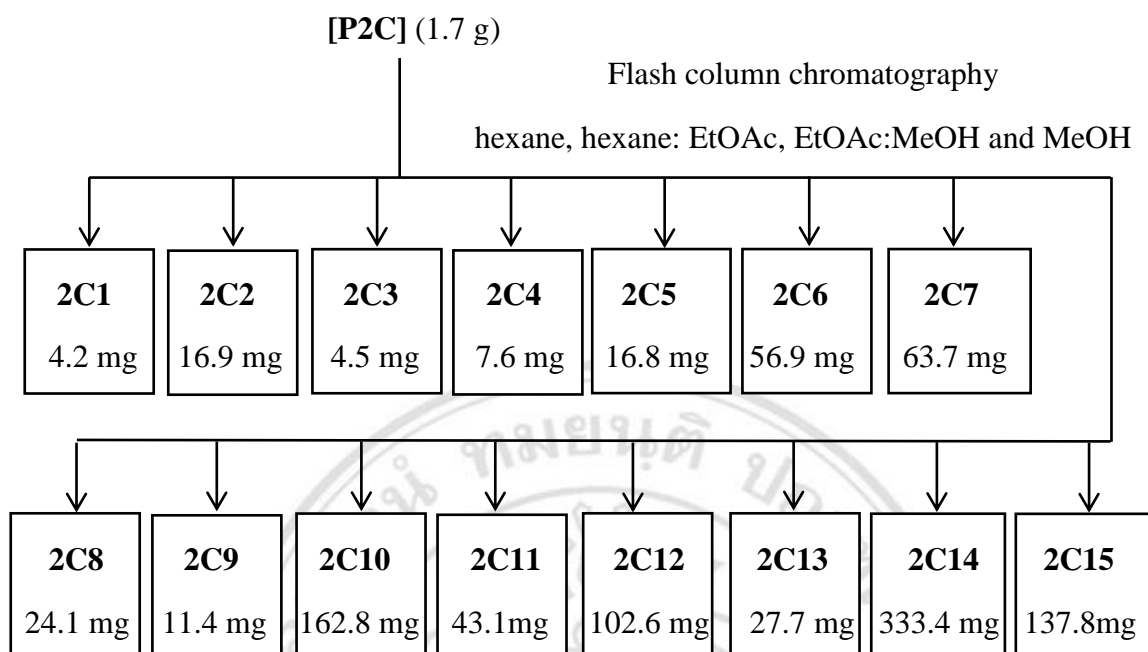 [P2C] (1.7 g)
Flash column chromatography
hexane, hexane: EtOAc, EtOAc:MeOH and MeOH
2C1 2C2 2C3 2C4 2C5 2C6 2C7
4.2 mg 16.9 mg 4.5 mg 7.6 mg 16.8 mg 56.9 mg 63.7 mg
2C8 2C9 2C10 2C11 2C12 2C13 2C14 2C15
24.1 mg 11.4 mg 162.8 mg 43.1mg 102.6 mg 27.7 mg 333.4 mg 137.8mg